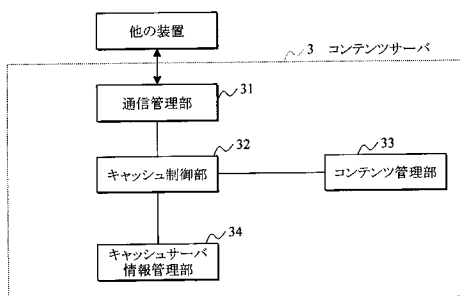 他の装置
3 コンテンツサーバ
31
通信管理部
32
33
キャッシュ制御部
コンテンツ管理部
34
キャッシュサーバ
情報管理部